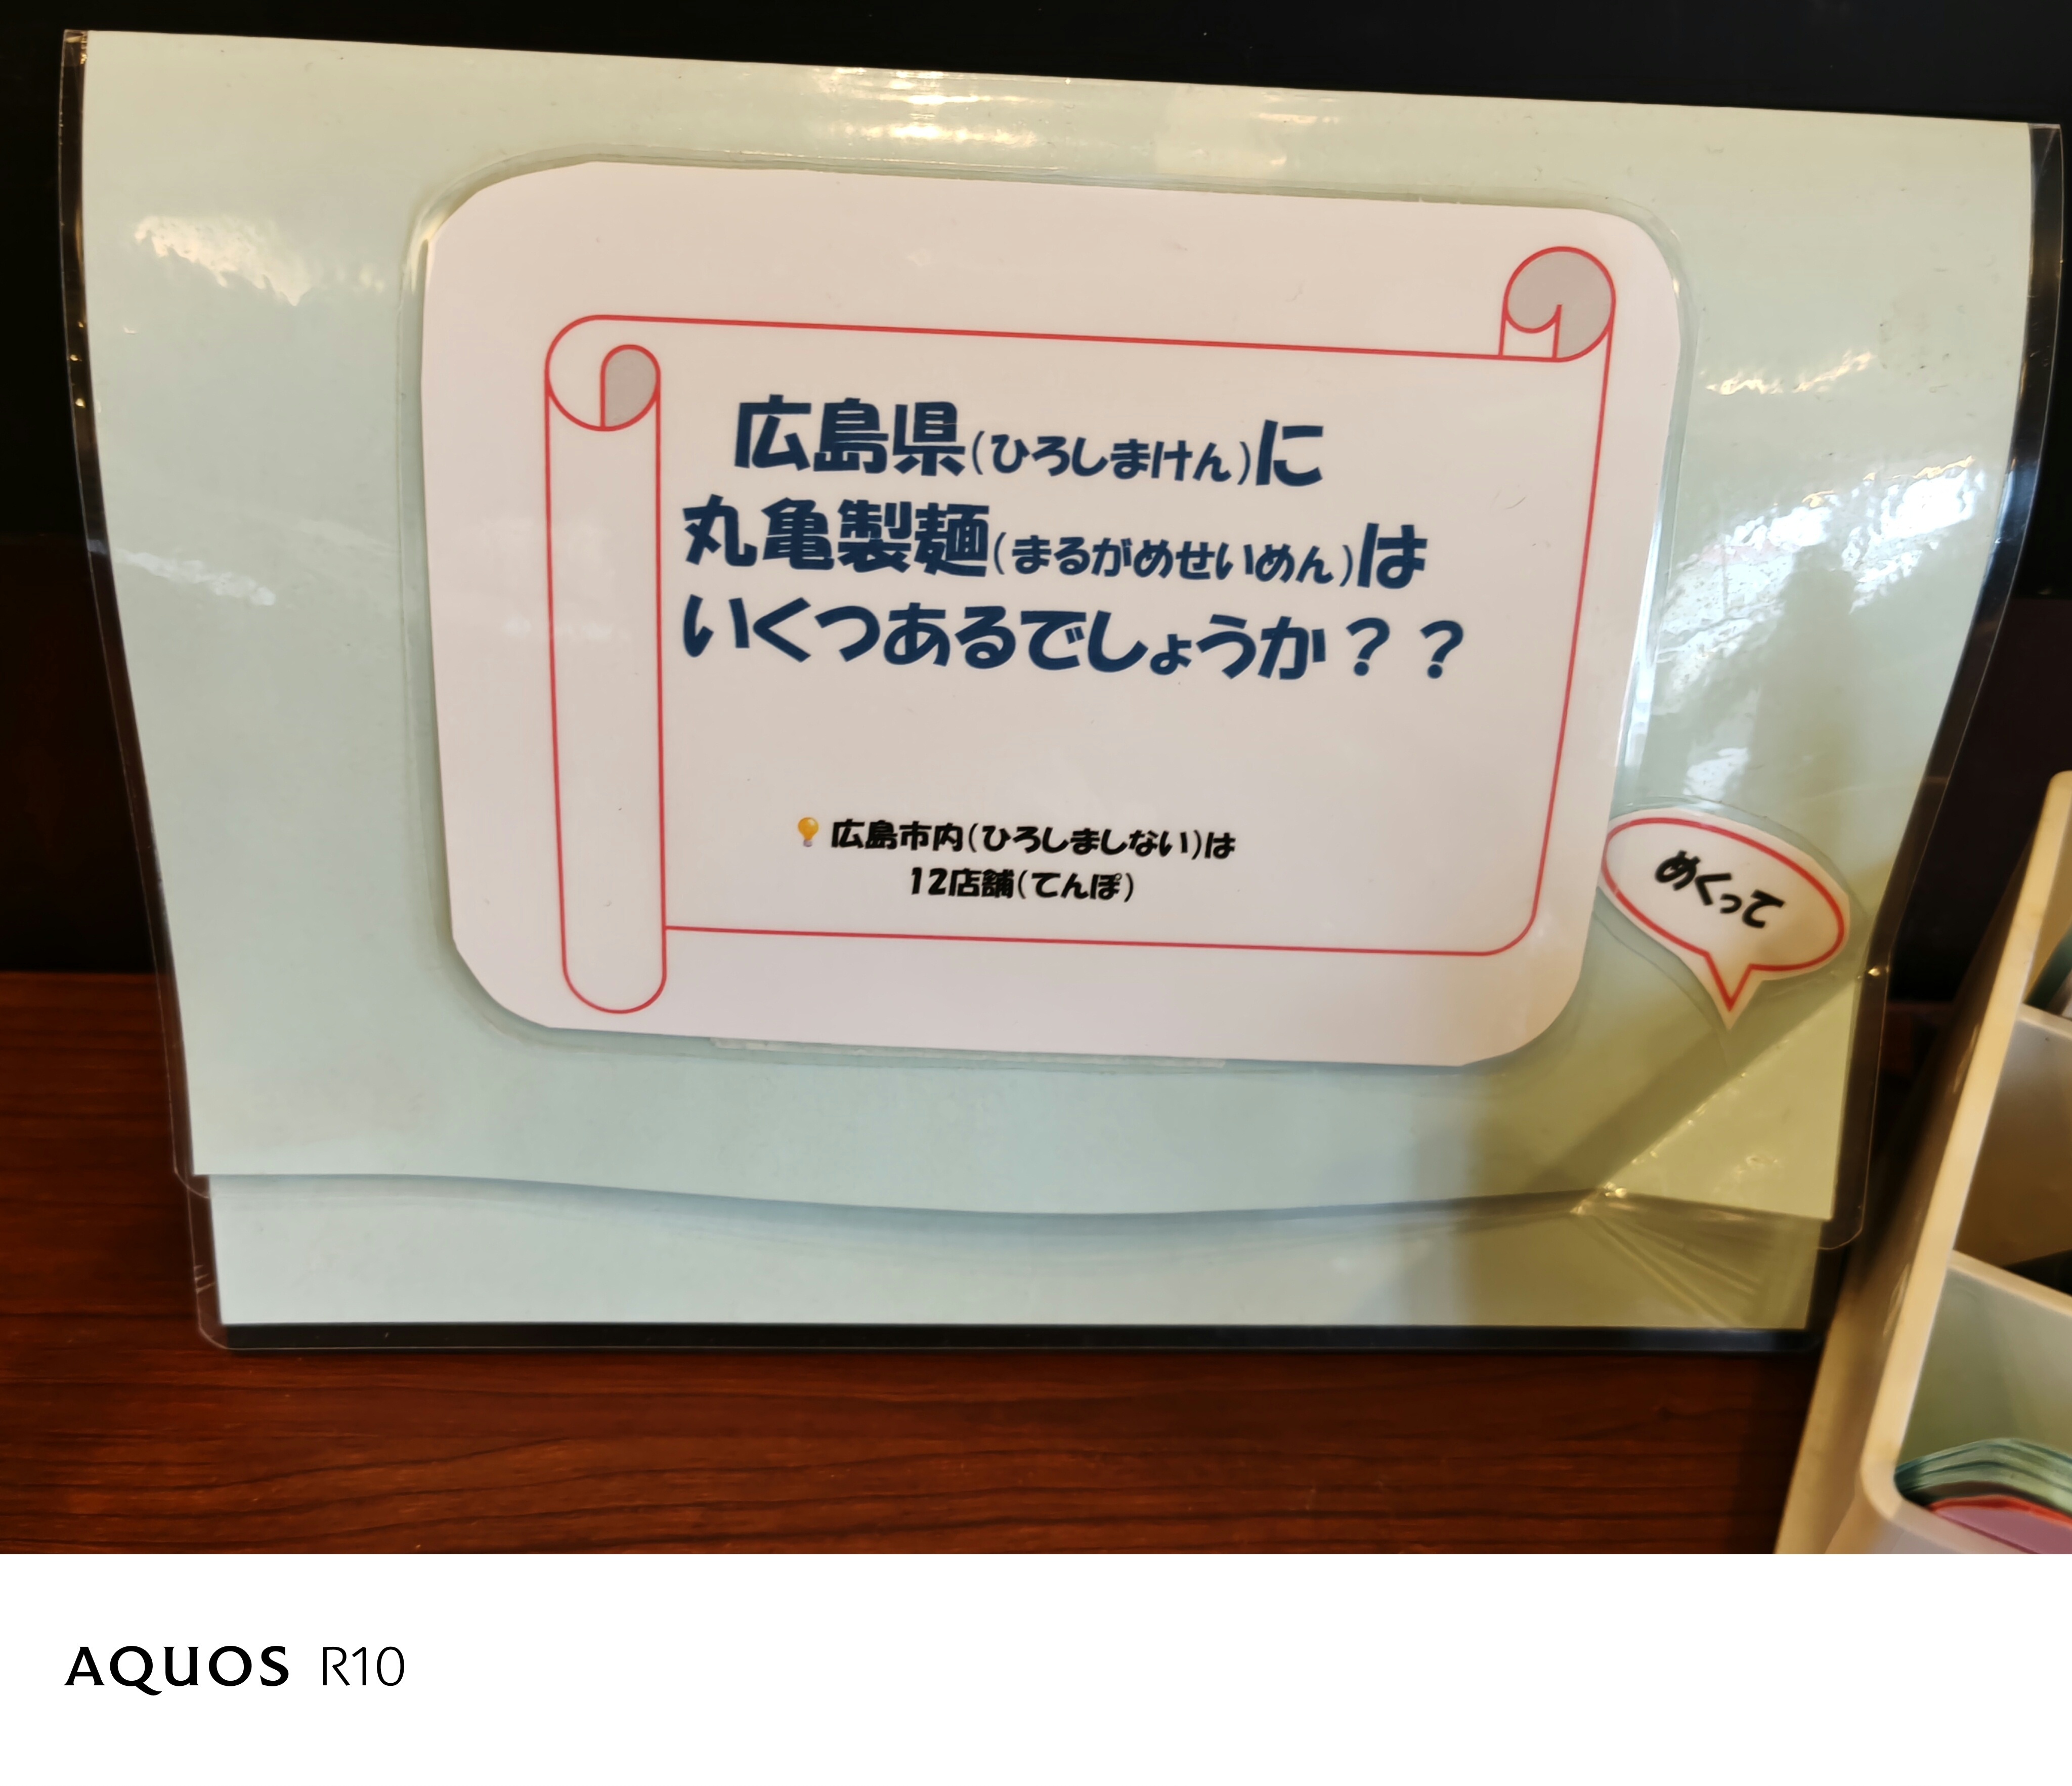 広島県(ひろしまけん)に
丸亀製麺(まるがめせいめん)は
いくつあるでしょうか？？
💡広島市内(ひろしましない)は
12店舗(てんぽ)
めくって
AQUOS R10